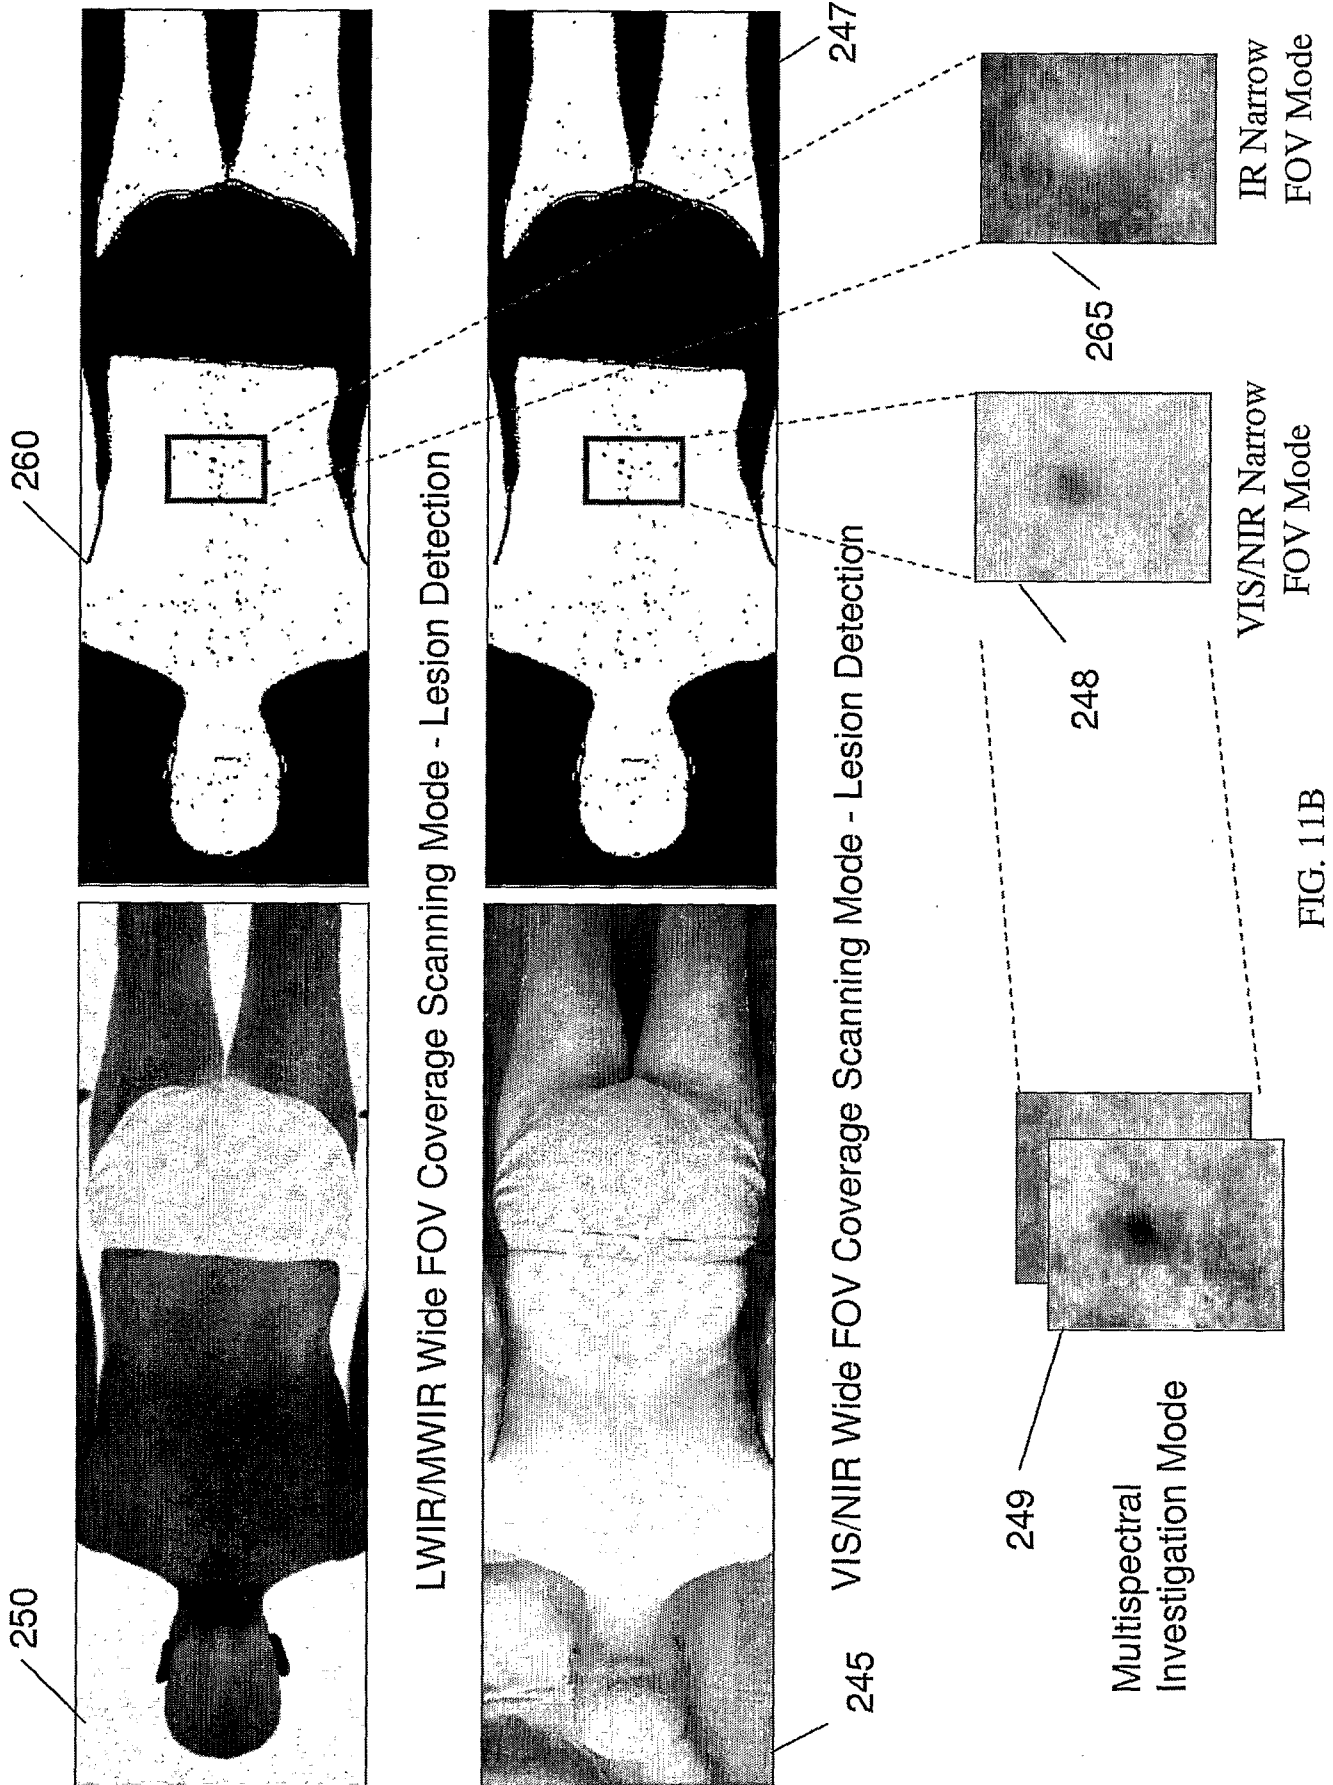 250
260
LWIR/MWIR Wide FOV Coverage Scanning Mode - Lesion Detection
245
247
VIS/NIR Wide FOV Coverage Scanning Mode - Lesion Detection
249
248
265
Multispectral
Investigation Mode
VIS/NIR Narrow
FOV Mode
IR Narrow
FOV Mode
FIG. 11B